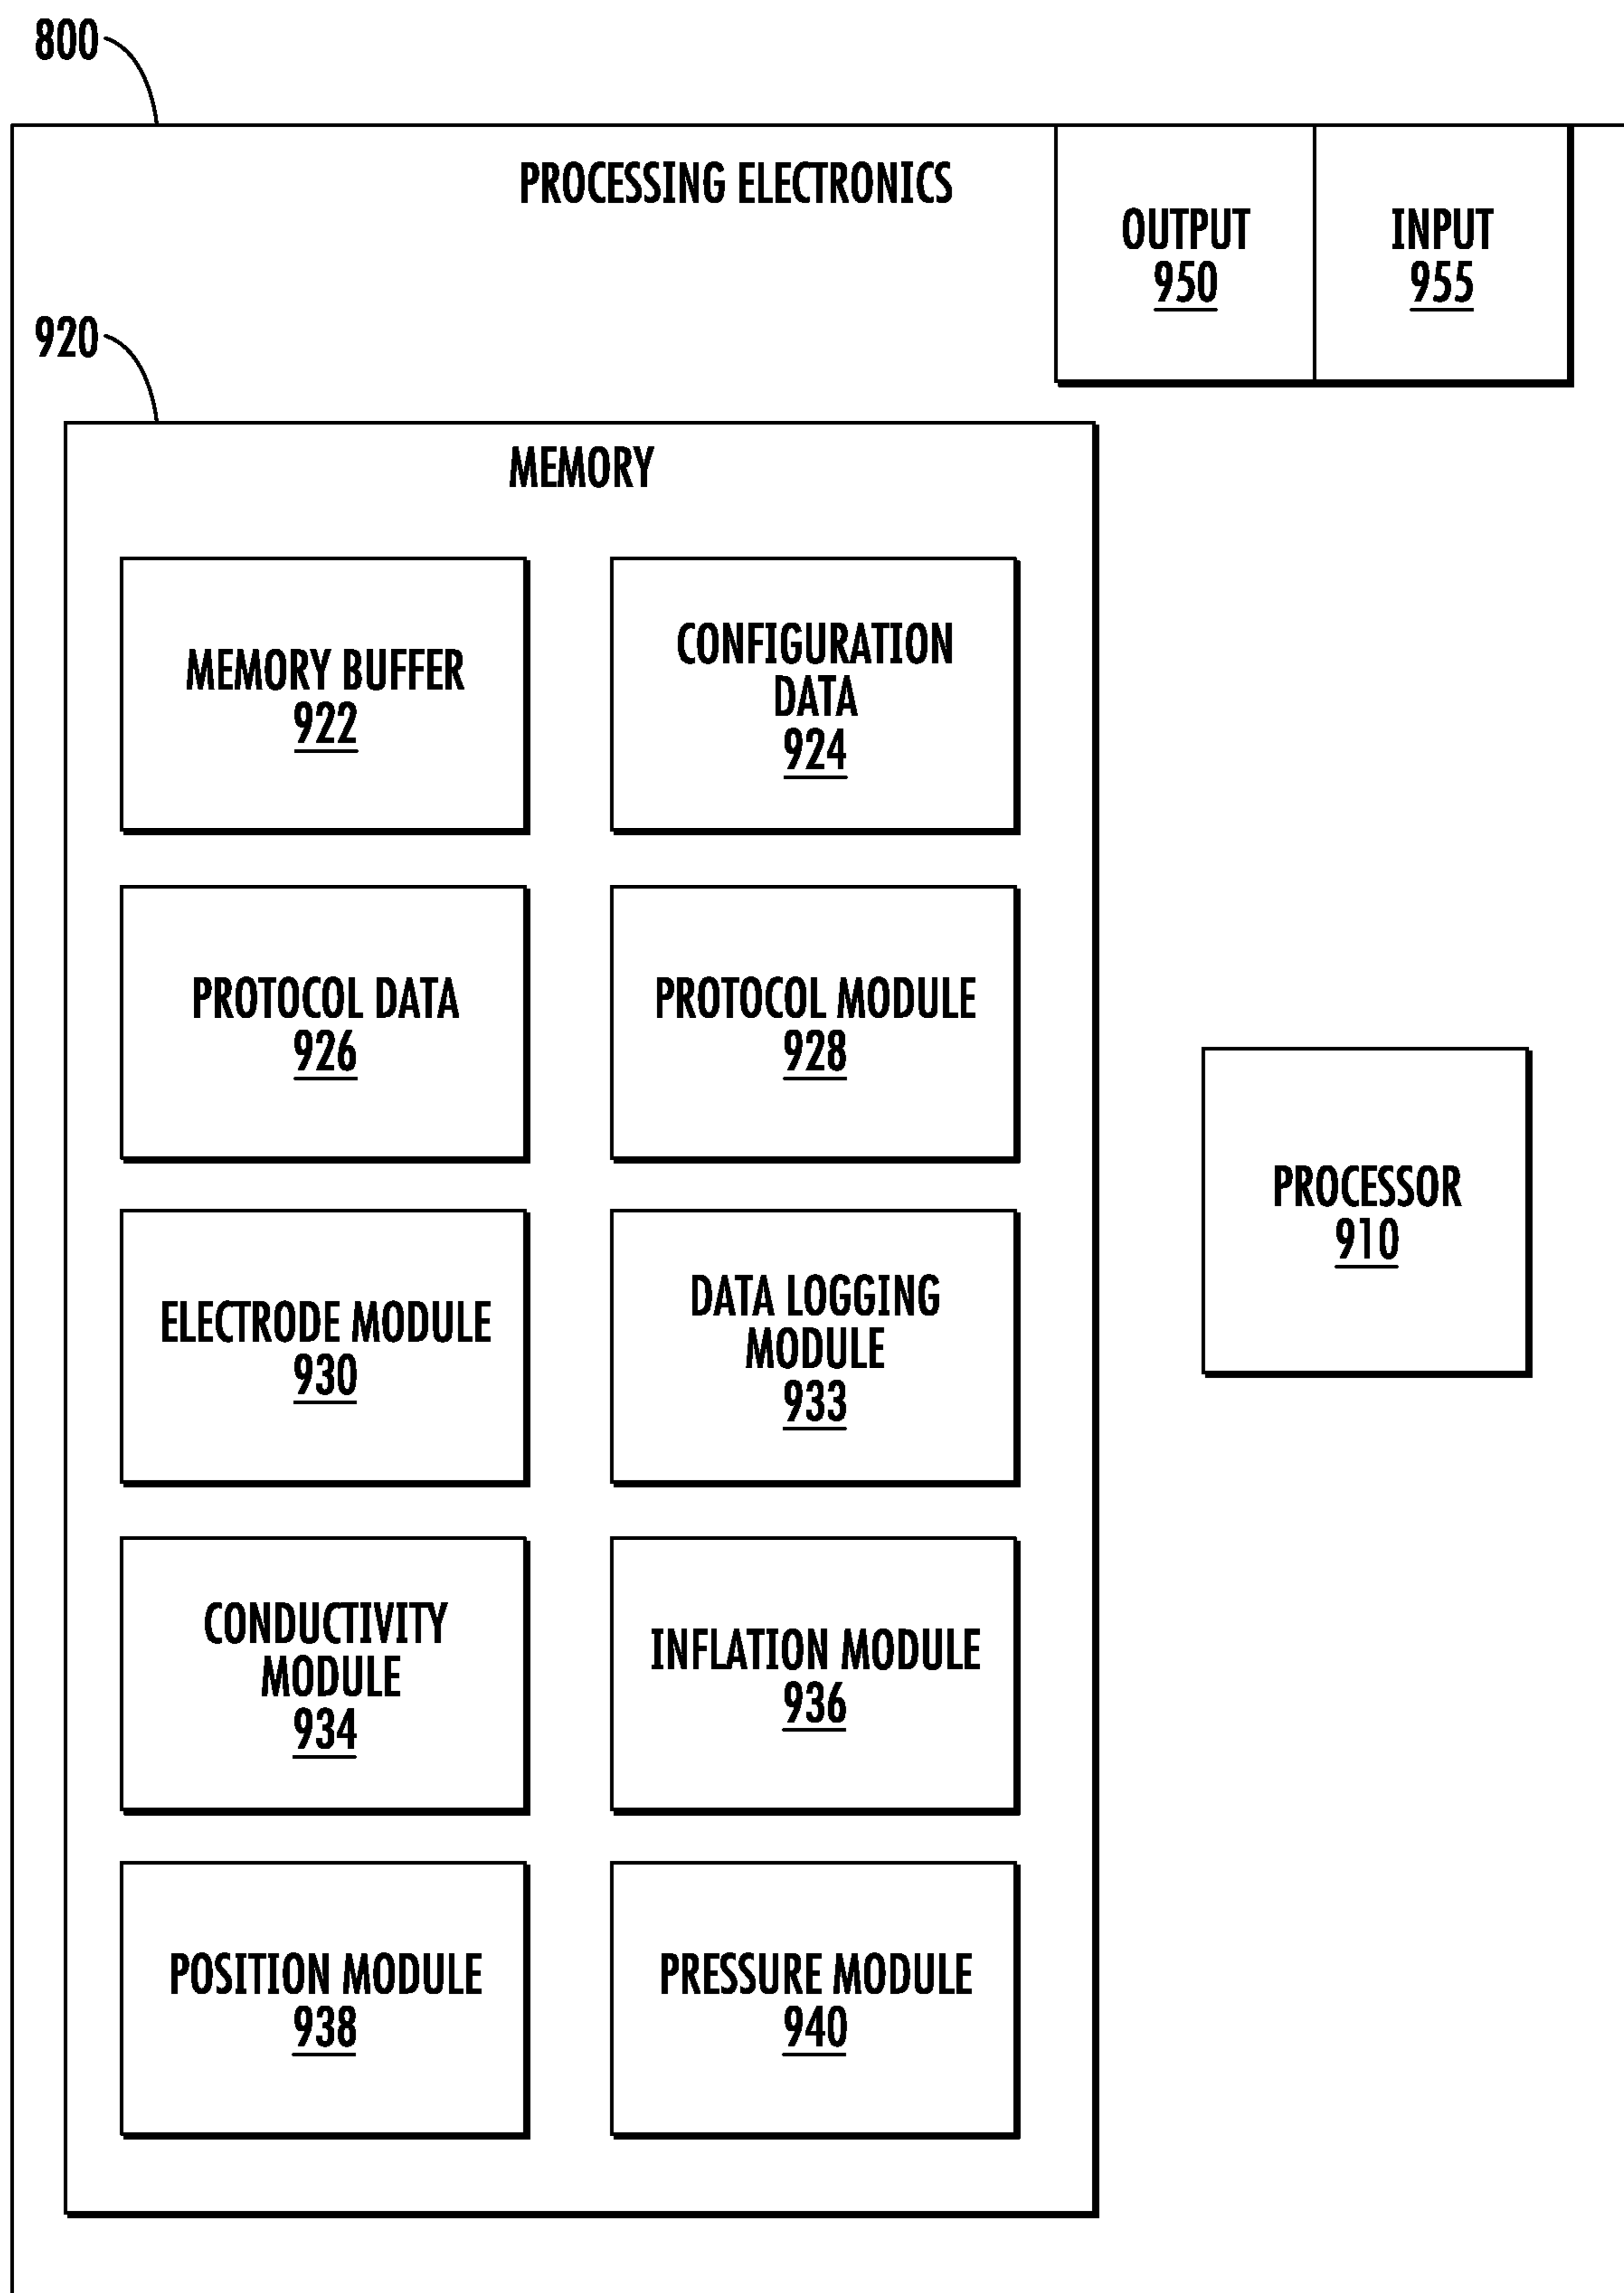 800
PROCESSING ELECTRONICS
OUTPUT
950
INPUT
955
920
MEMORY
MEMORY BUFFER
922
CONFIGURATION
DATA
924
PROTOCOL DATA
926
PROTOCOL MODULE
928
ELECTRODE MODULE
930
DATA LOGGING
MODULE
933
CONDUCTIVITY
MODULE
934
INFLATION MODULE
936
POSITION MODULE
938
PRESSURE MODULE
940
PROCESSOR
910